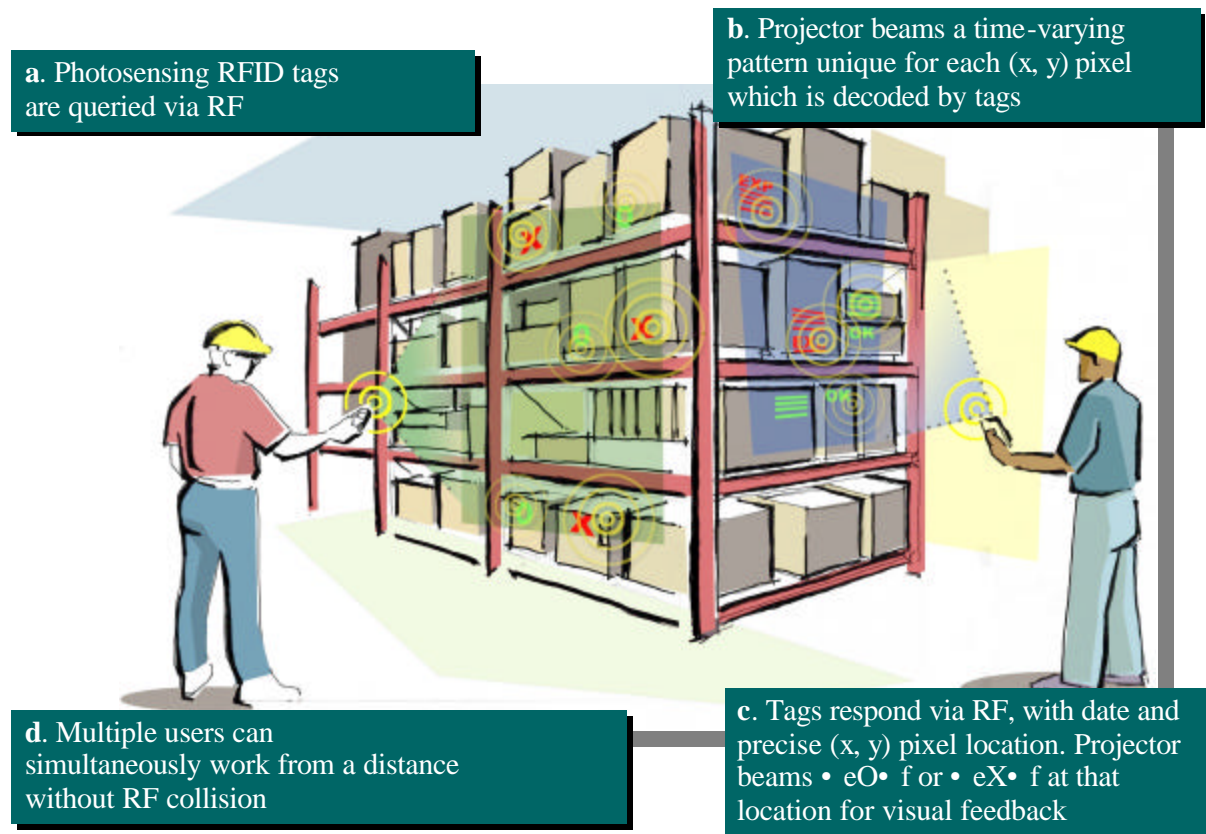 a. Photosensing RFID tags
are queried via RF
b. Projector beams a time-varying
pattern unique for each (x, y) pixel
which is decoded by tags
EXP
X
X
OK
OK
X
d. Multiple users can
simultaneously work from a distance
without RF collision
c. Tags respond via RF, with date and
precise (x, y) pixel location. Projector
beams • eO• f or • eX• f at that
location for visual feedback